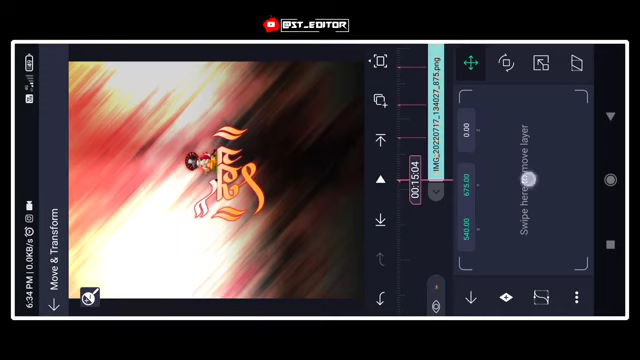 @ST_EDITOR
6:34 PM | 0.0KB/s
Move & Transform
00:15:04
IMG_20220717_134027_875.png
540.00
675.00
0.00
X
Y
Z
Swipe here to move layer